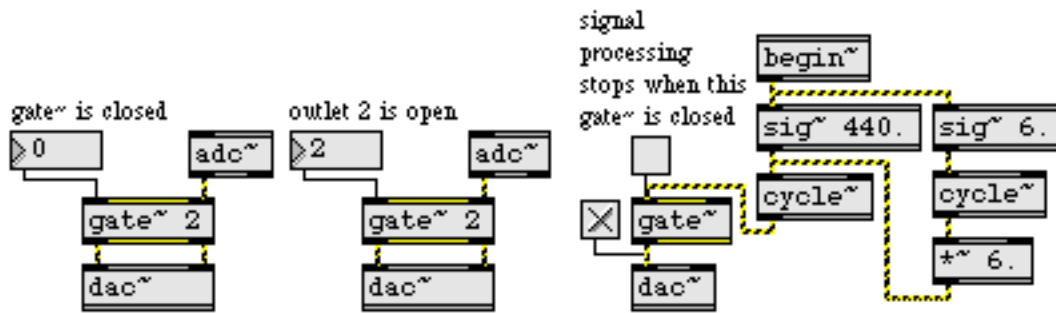 gate~ is closed
0
adc~
gate~ 2
dac~
outlet 2 is open
2
adc~
gate~ 2
dac~
signal
processing
stops when this
gate~ is closed
gate~
dac~
begin~
sig~ 440.
cycle~
sig~ 6.
cycle~
*~ 6.